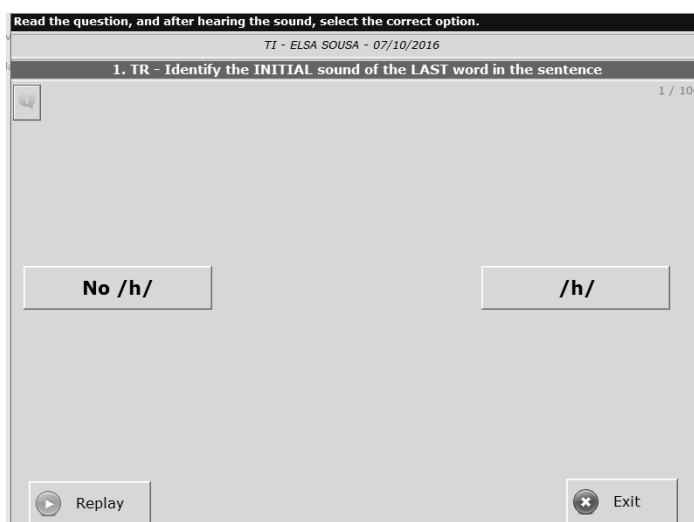 Read the question, and after hearing the sound, select the correct option.
TI - ELSA SOUSA - 07/10/2016
1. TR - Identify the INITIAL sound of the LAST word in the sentence
1 / 10
No /h/
/h/
Replay
Exit